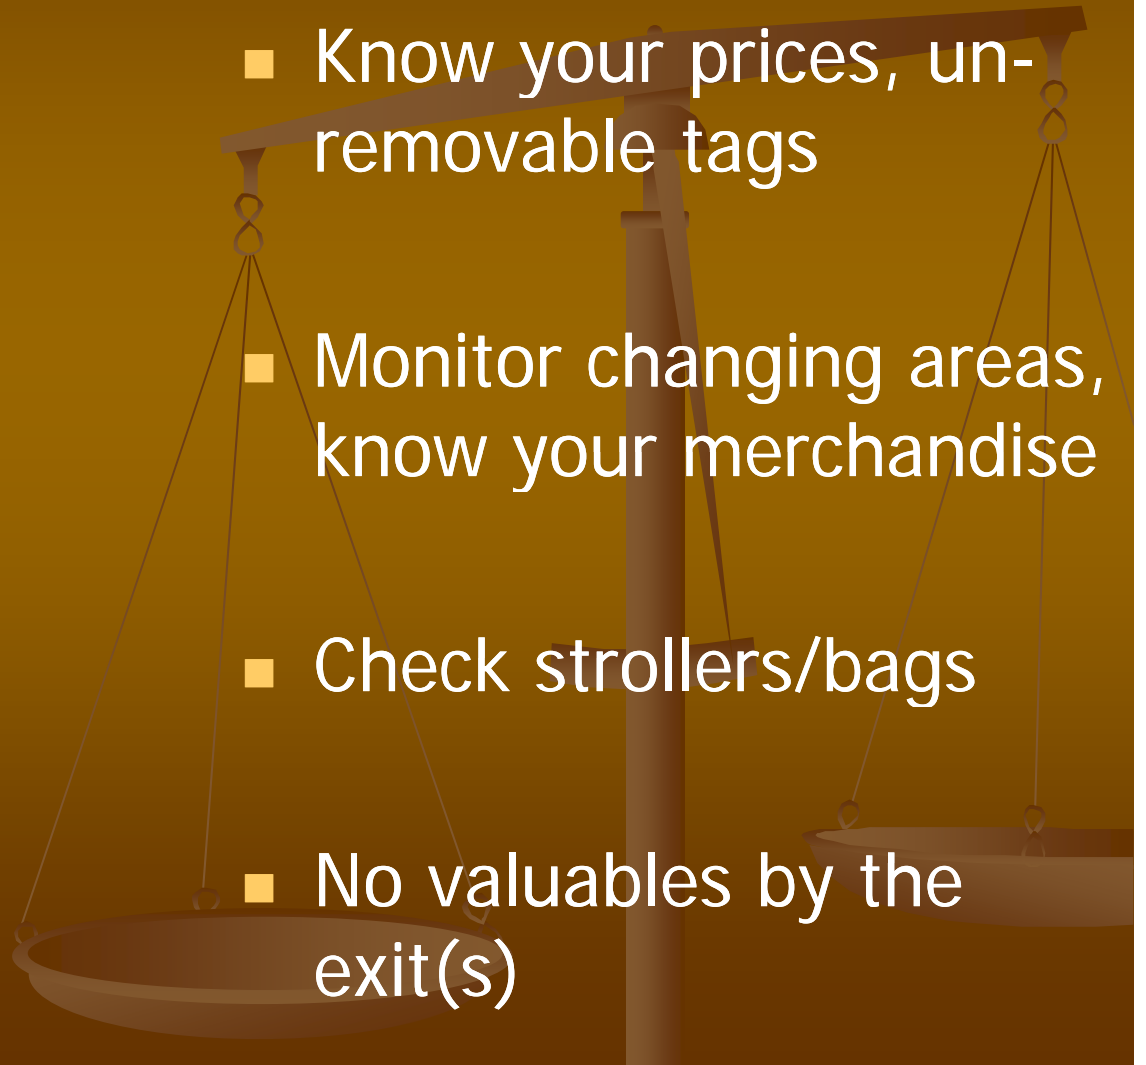 Know your prices, un-
removable tags
Monitor changing areas,
know your merchandise
Check strollers/bags
No valuables by the
exit(s)